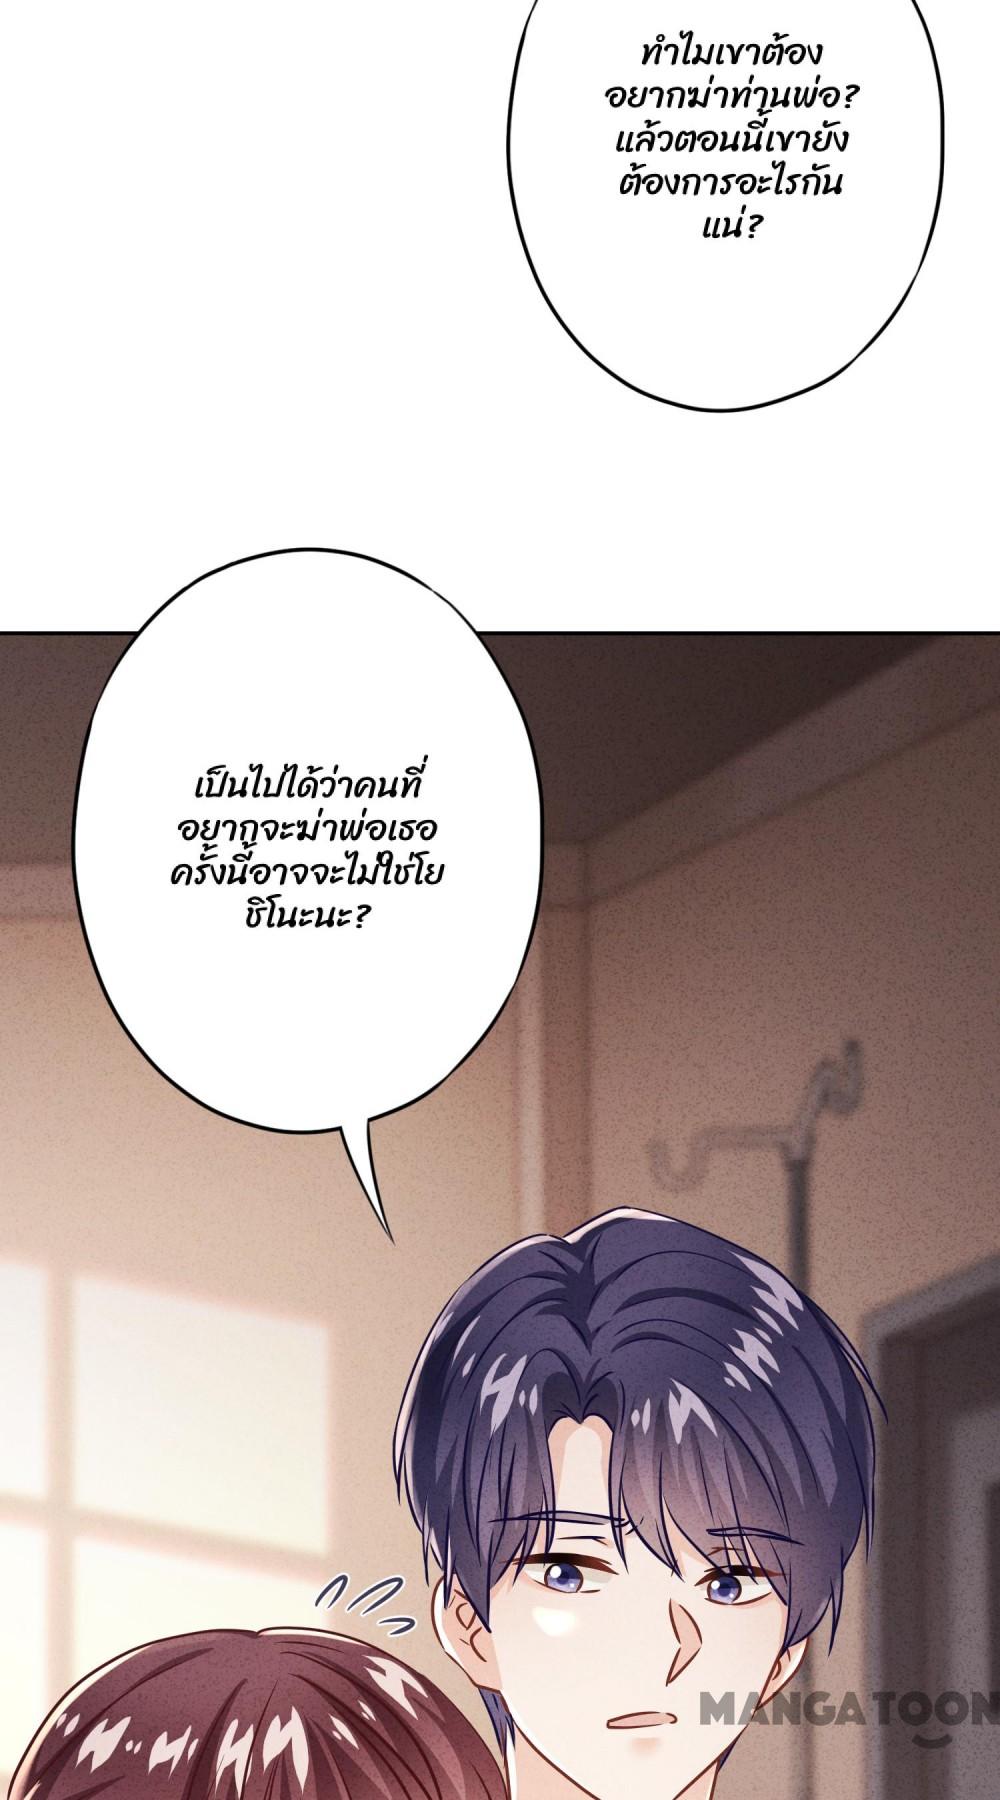 ทำไมเขาต้อง
อยากฆ่าท่านพ่อ?
แล้วตอนนี้เขายัง
ต้องการอะไรกัน
แน่?
เป็นไปได้ว่าคนที่
อยากจะฆ่าพ่อเธอ
ครั้งนี้อาจจะไม่ใช่โย
ชิโนะนะ?
MANGATOON